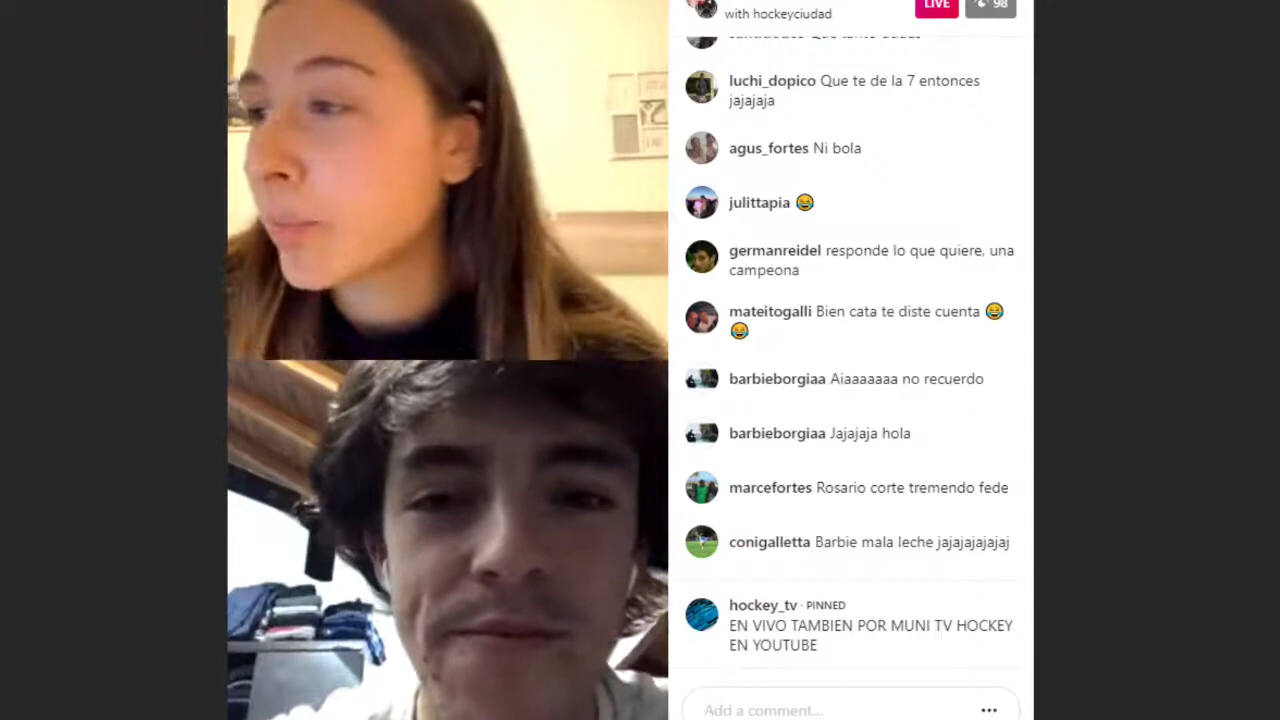 with hockeyciudad
LIVE
98
luchi_dopico Que te de la 7 entonces
jajajaja
agus_fortes Ni bola
julittapia 😂
germanreidel responde lo que quiere, una
campeona
mateitogalli Bien cata te diste cuenta 😂
😂
barbieborgiaa Aiaaaaaaa no recuerdo
barbieborgiaa Jajajaja hola
marcefortes Rosario corte tremendo fede
conigalletta Barbie mala leche jajajajajajaj
hockey_tv · PINNED
EN VIVO TAMBIEN POR MUNI TV HOCKEY
EN YOUTUBE
Add a comment...